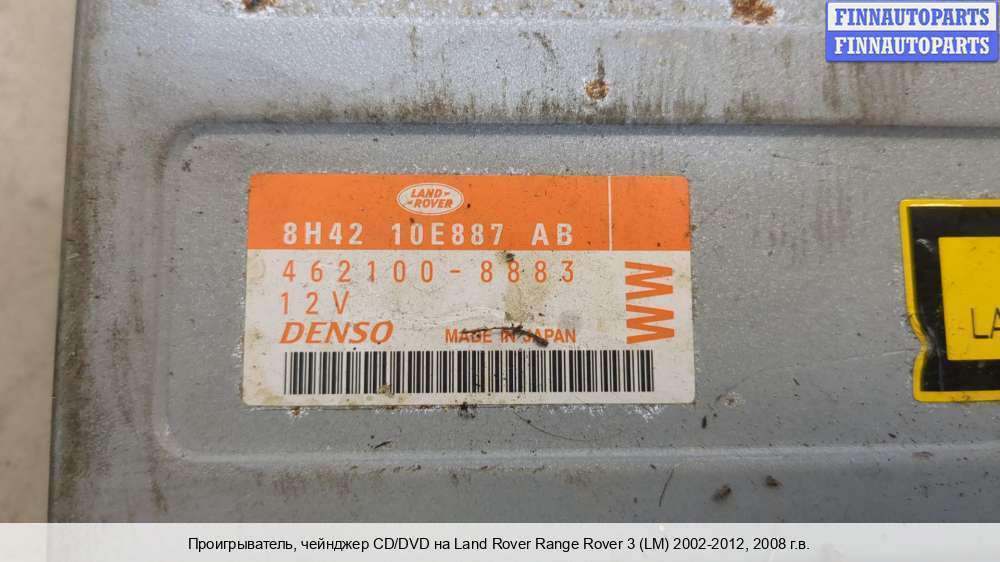 FINNAUTOPARTS
FINNAUTOPARTS
LAND ROVER
8H42 10E887 AB
462100-8883
12V
WW
DENSO
MADE IN JAPAN
LA
Проигрыватель, чейнджер CD/DVD на Land Rover Range Rover 3 (LM) 2002-2012, 2008 г.в.